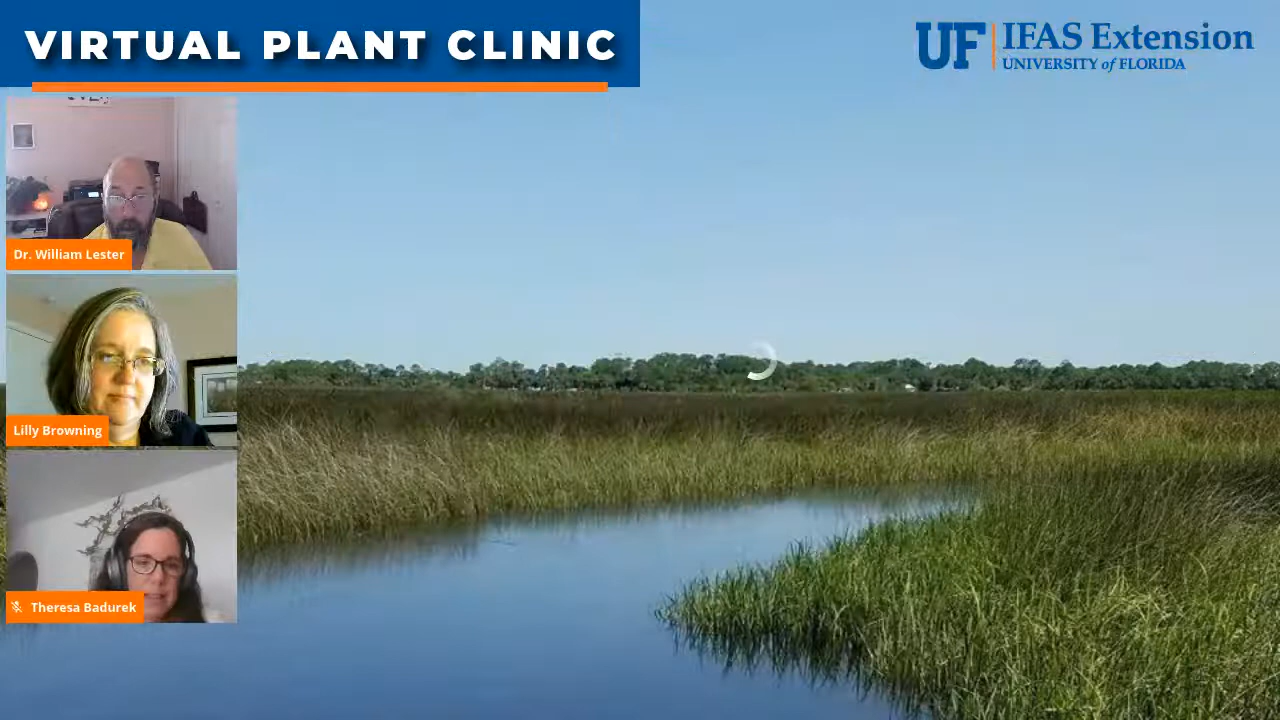 VIRTUAL PLANT CLINIC
UF IFAS Extension
UNIVERSITY of FLORIDA
Dr. William Lester
Lilly Browning
Theresa Badurek